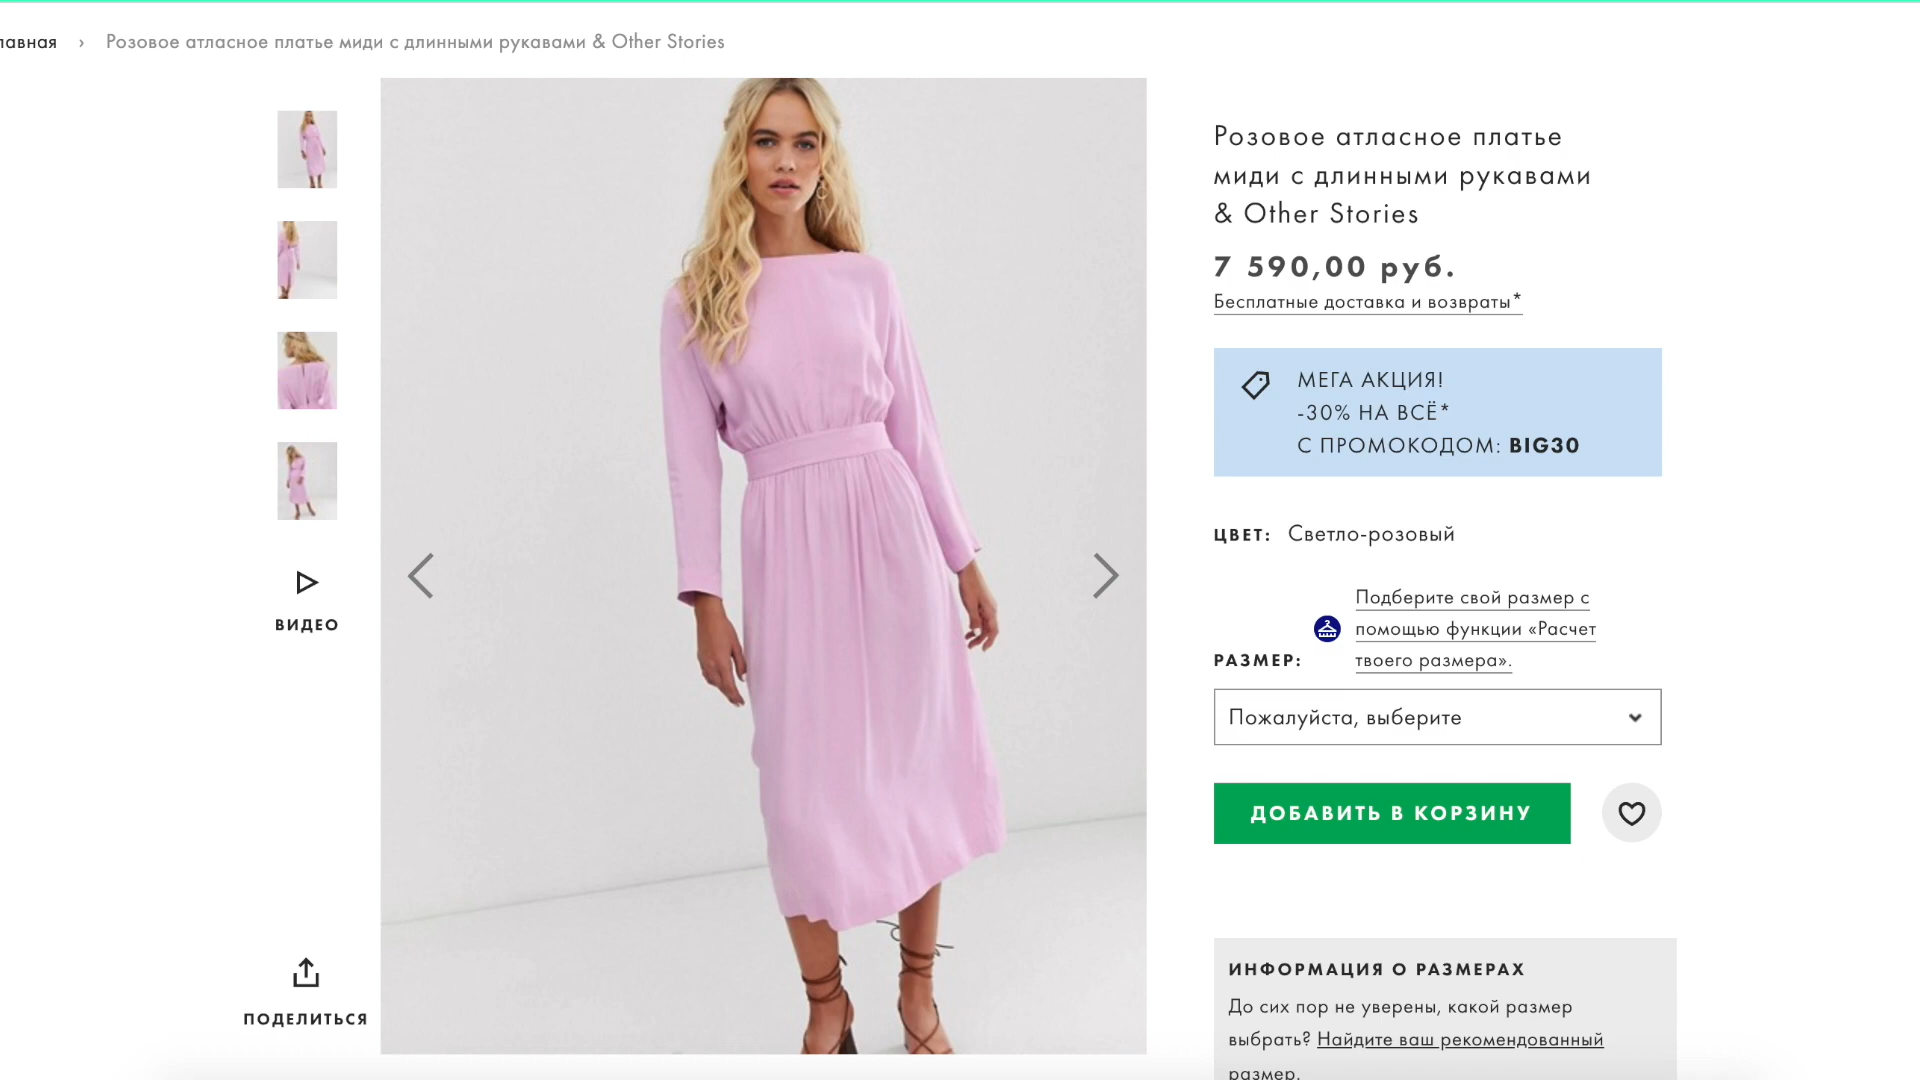 Розовое атласное платье миди с длинными рукавами & Other Stories
Розовое атласное платье
миди с длинными рукавами
& Other Stories
7 590,00 руб.
Бесплатные доставка и возвраты*
МЕГА АКЦИЯ!
-30% НА ВСЁ*
С ПРОМОКОДОМ: BIG30
ЦВЕТ: Светло-розовый
Подберите свой размер с
помощью функции «Расчет
твоего размера».
РАЗМЕР:
Пожалуйста, выберите
ДОБАВИТЬ В КОРЗИНУ
ВИДЕО
ПОДЕЛИТЬСЯ
ИНФОРМАЦИЯ О РАЗМЕРАХ
До сих пор не уверены, какой размер
выбрать? Найдите ваш рекомендованный
размер.